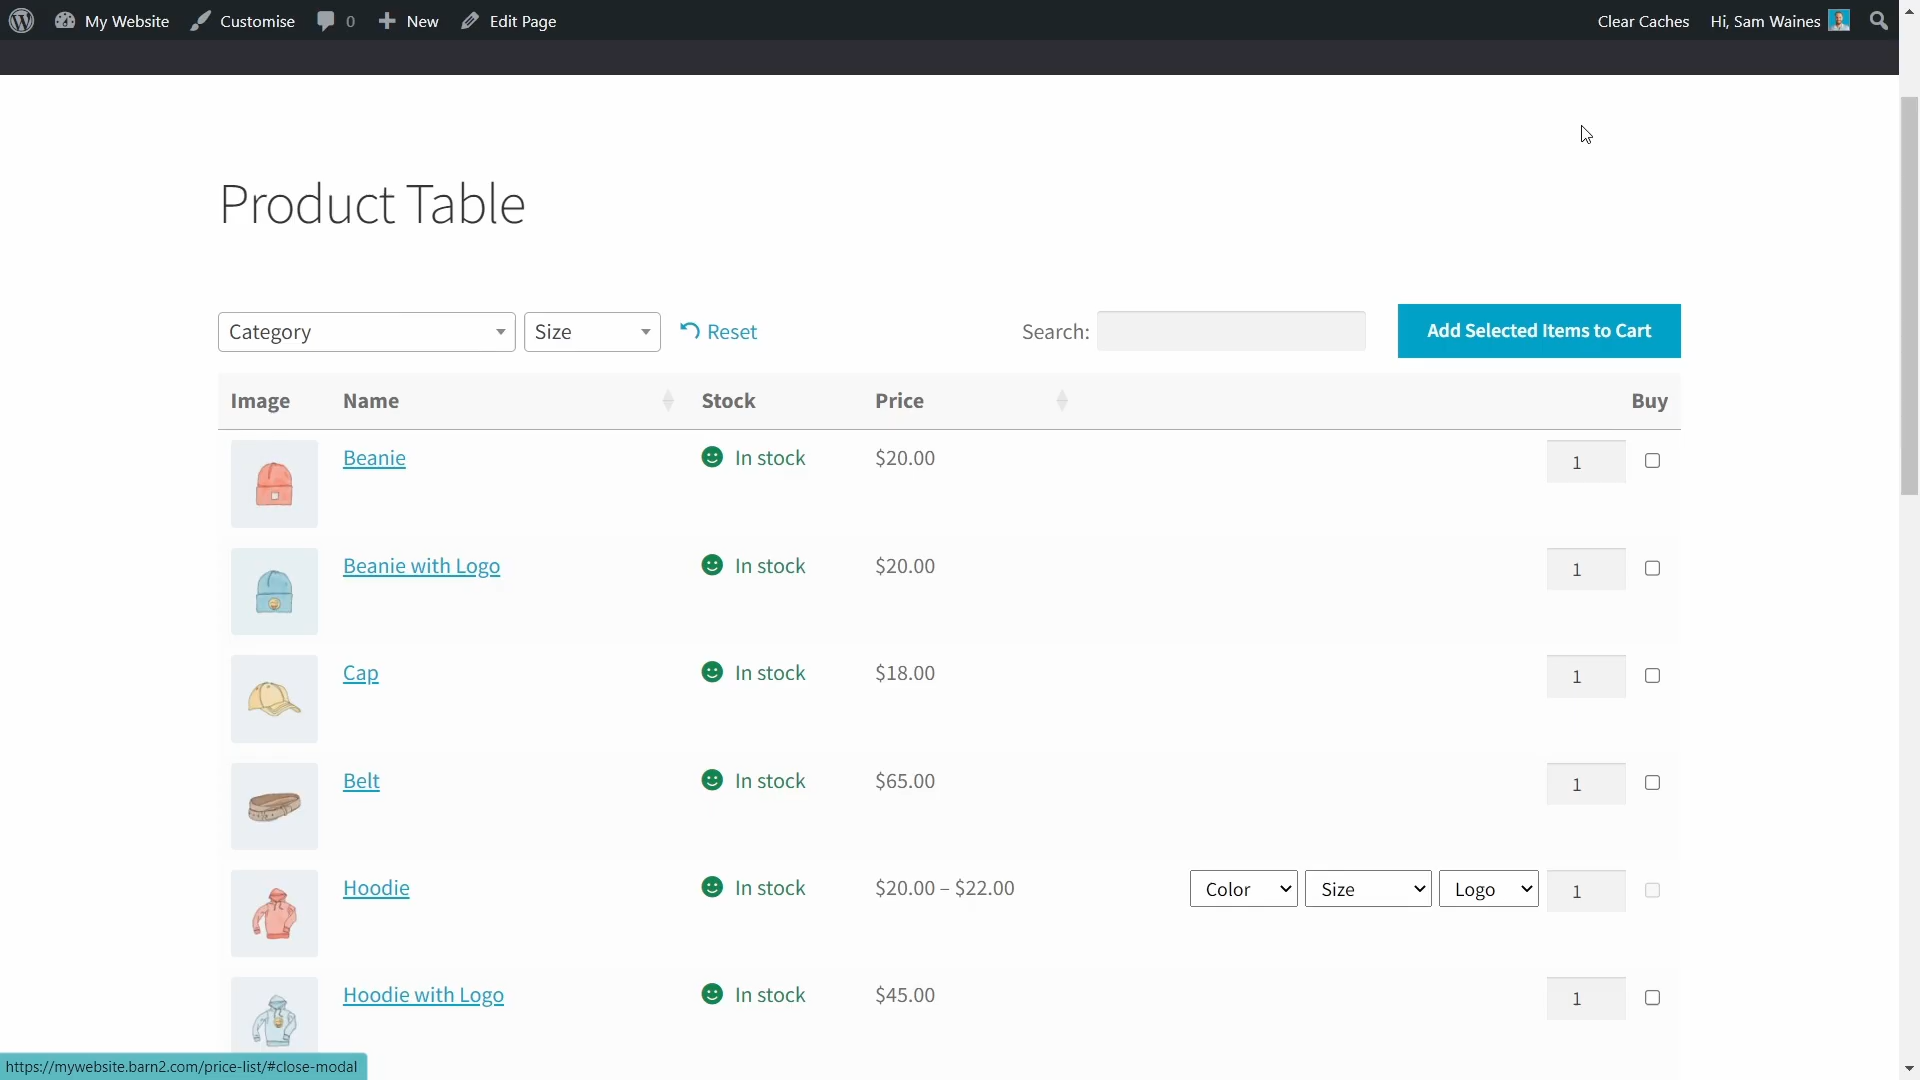 My Website Customise 0 New Edit Page Clear Caches Hi, Sam Waines
Product Table
Category Size Reset Search: Add Selected Items to Cart
Image Name Stock Price Buy
Beanie In stock $20.00 1
Beanie with Logo In stock $20.00 1
Cap In stock $18.00 1
Belt In stock $65.00 1
Hoodie In stock $20.00 – $22.00 Color Size Logo 1
Hoodie with Logo In stock $45.00 1
https://mywebsite.barn2.com/price-list/#close-modal